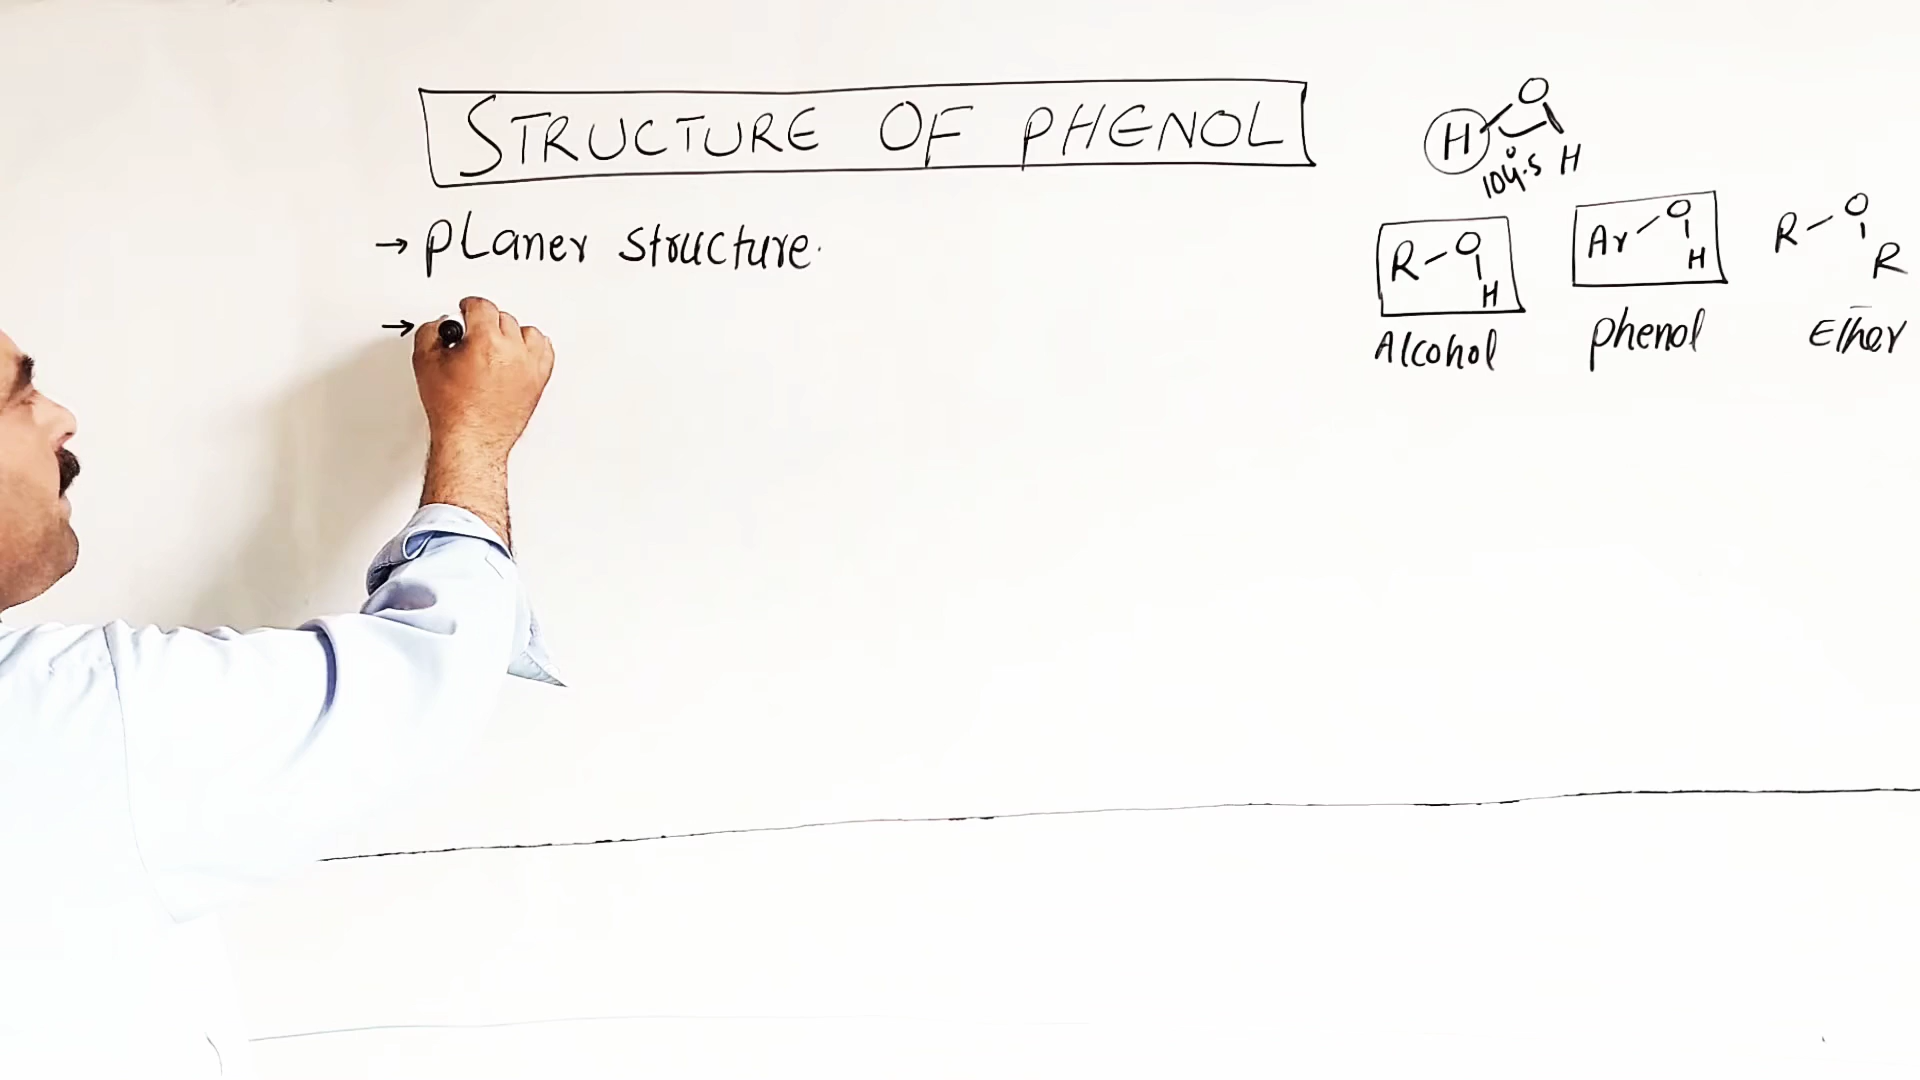 STRUCTURE OF PHENOL
→ pLaner structure.
→
O
H
104.5° H
R-O
H
Alcohol
Ar-O
H
phenol
R-O
R
Ether